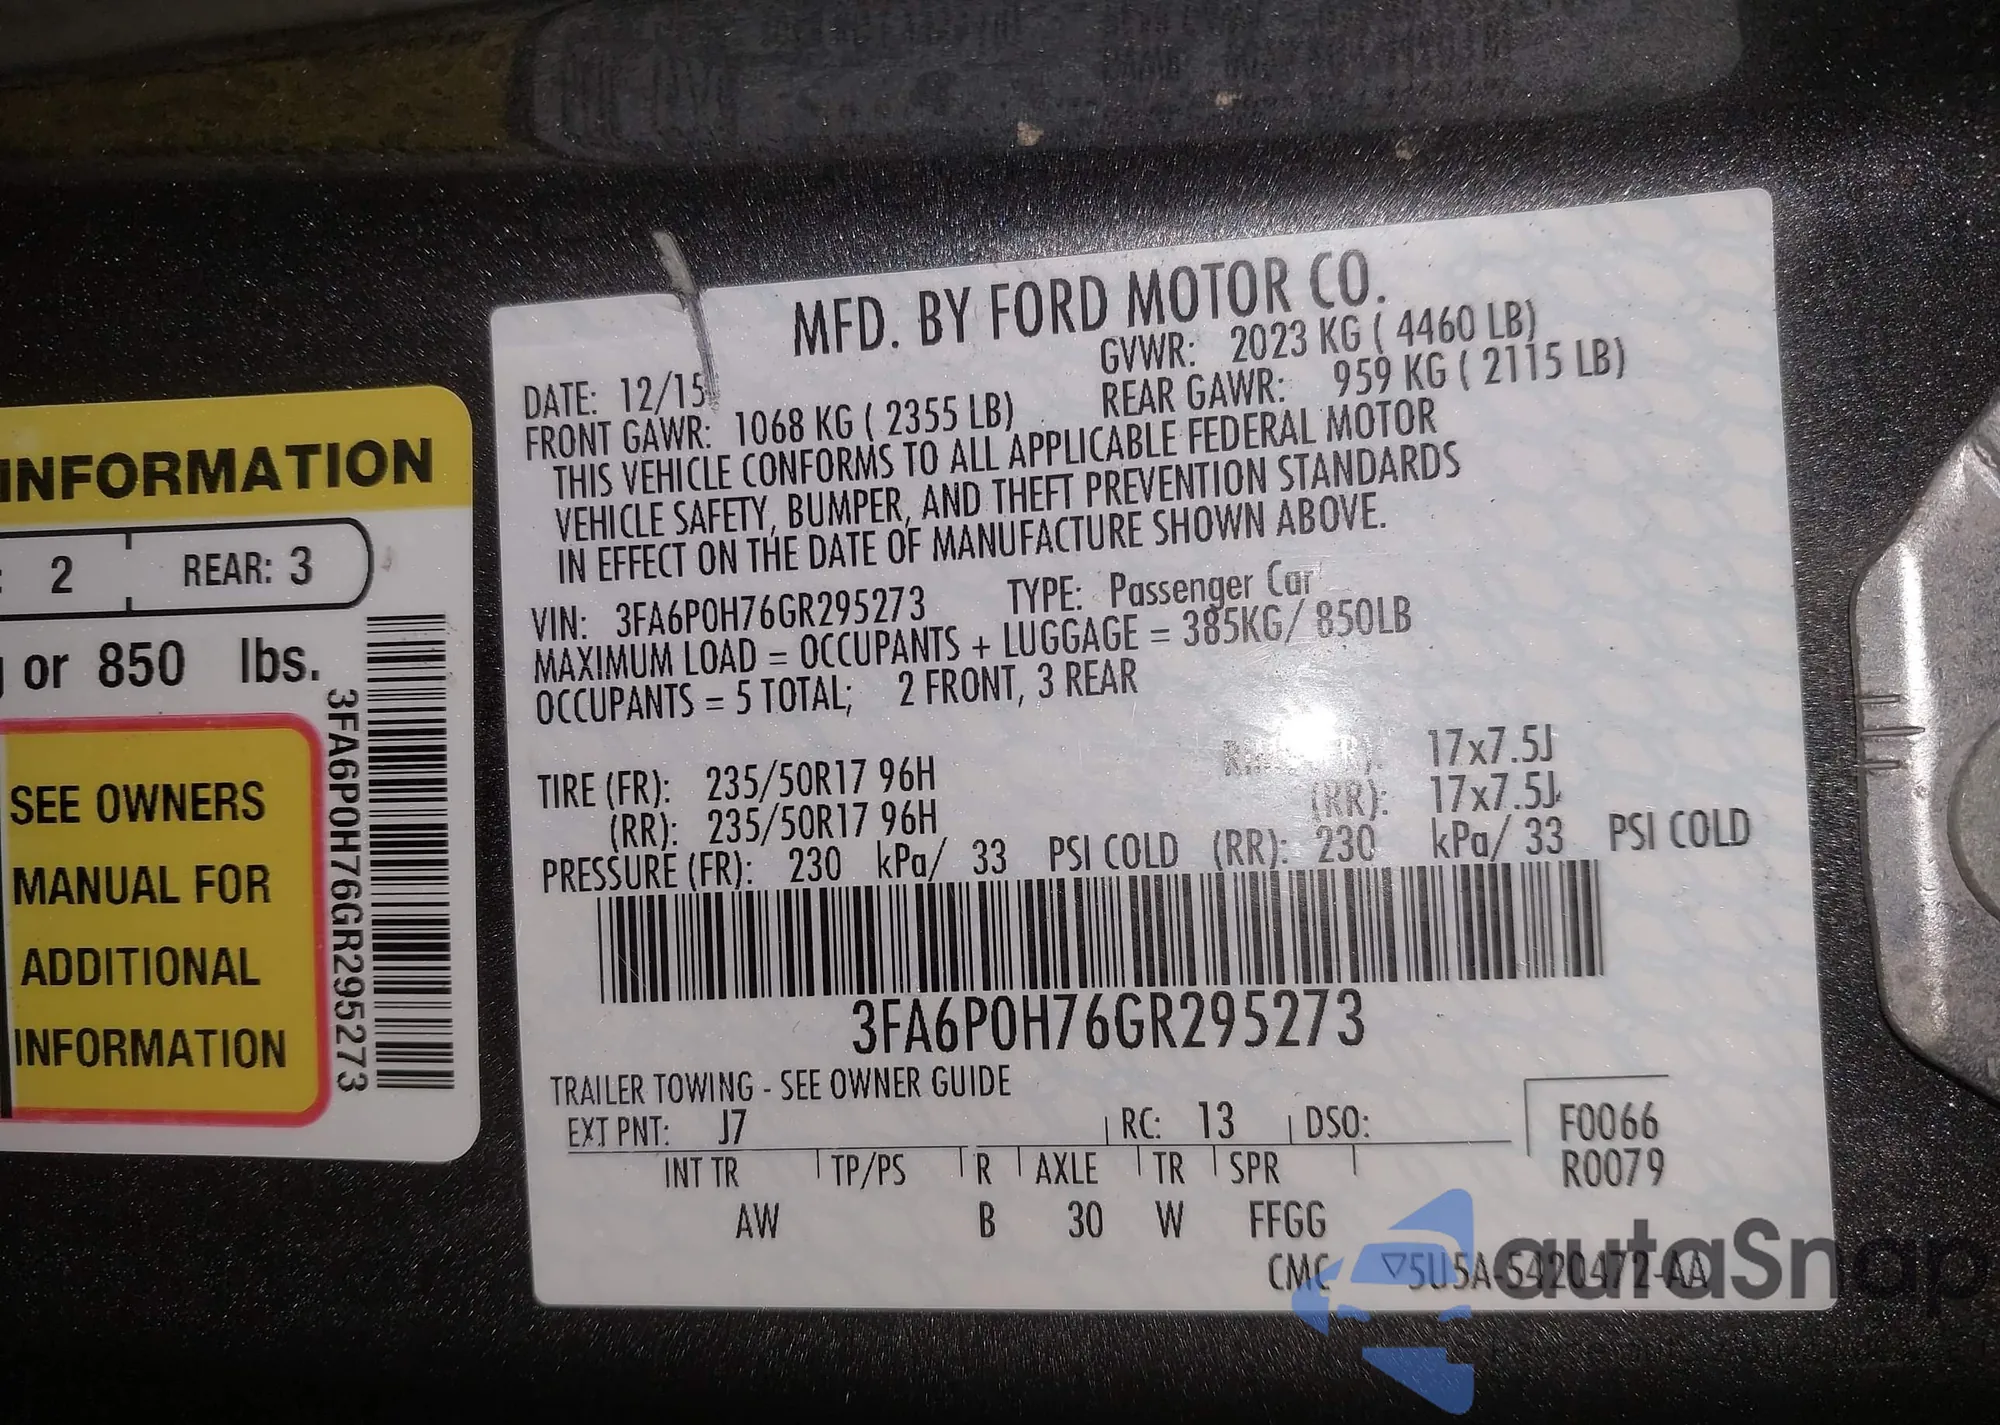 INFORMATION
2 REAR: 3
or 850 lbs.
SEE OWNERS
MANUAL FOR
ADDITIONAL
INFORMATION
3FA6P0H76GR295273
MFD. BY FORD MOTOR CO.
DATE: 12/15 GVWR: 2023 KG ( 4460 LB)
FRONT GAWR: 1068 KG ( 2355 LB) REAR GAWR: 959 KG ( 2115 LB)
THIS VEHICLE CONFORMS TO ALL APPLICABLE FEDERAL MOTOR
VEHICLE SAFETY, BUMPER, AND THEFT PREVENTION STANDARDS
IN EFFECT ON THE DATE OF MANUFACTURE SHOWN ABOVE.
VIN: 3FA6P0H76GR295273 TYPE: Passenger Car
MAXIMUM LOAD = OCCUPANTS + LUGGAGE = 385KG/ 850LB
OCCUPANTS = 5 TOTAL; 2 FRONT, 3 REAR
TIRE (FR): 235/50R17 96H 17x7.5J
(RR): 235/50R17 96H (RR): 17x7.5J
PRESSURE (FR): 230 kPa/ 33 PSI COLD (RR): 230 kPa/ 33 PSI COLD
3FA6P0H76GR295273
TRAILER TOWING - SEE OWNER GUIDE
EXT PNT: J7 RC: 13 DSO: F0066
INT TR TP/PS R AXLE TR SPR R0079
AW B 30 W FFGG
CMC ▽5U5A-5420472-AA
autaSnap